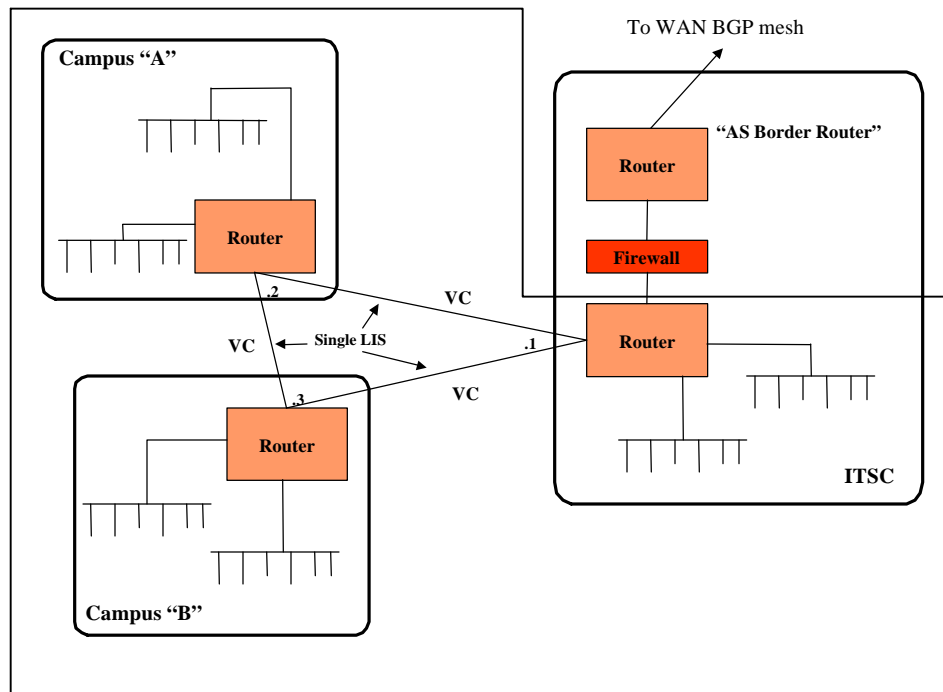 To WAN BGP mesh
Campus “A”
“AS Border Router”
Router
Router
Firewall
.2
VC
VC
Single LIS
.1
Router
VC
.3
Router
ITSC
Campus “B”